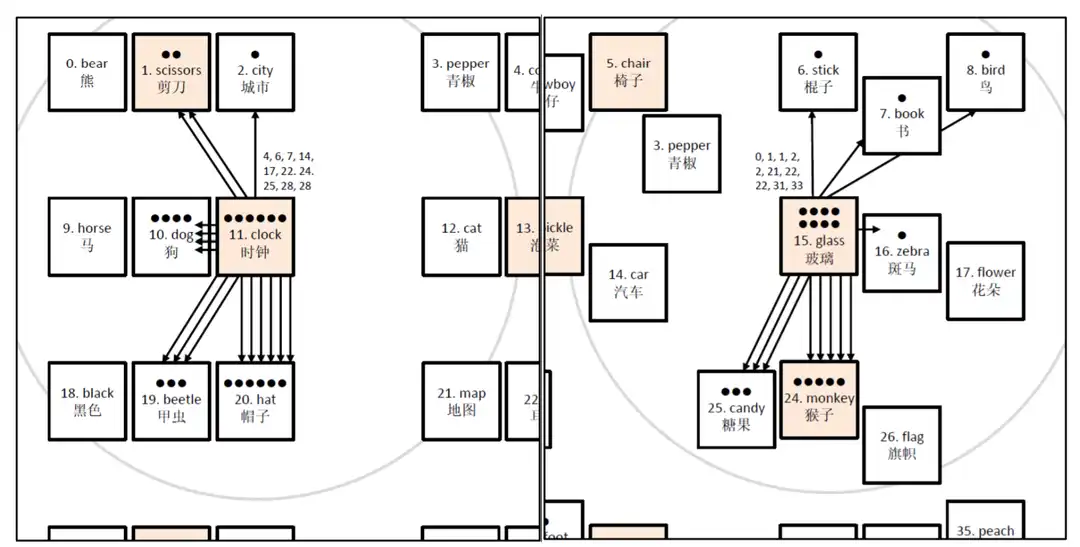 0. bear
熊
1. scissors
剪刀
2. city
城市
3. pepper
青椒
4.
4, 6, 7, 14,
17, 22. 24.
25, 28, 28
9. horse
马
10. dog
狗
11. clock
时钟
12. cat
猫
13.
18. black
黑色
19. beetle
甲虫
20. hat
帽子
21. map
地图
22
wboy
仔
5. chair
椅子
3. pepper
青椒
6. stick
棍子
7. book
书
8. bird
鸟
0, 1, 1, 2,
2, 21, 22,
22, 31, 33
ickle
菜
14. car
汽车
15. glass
玻璃
16. zebra
斑马
17. flower
花朵
25. candy
糖果
24. monkey
猴子
26. flag
旗帜
foot
35. peach